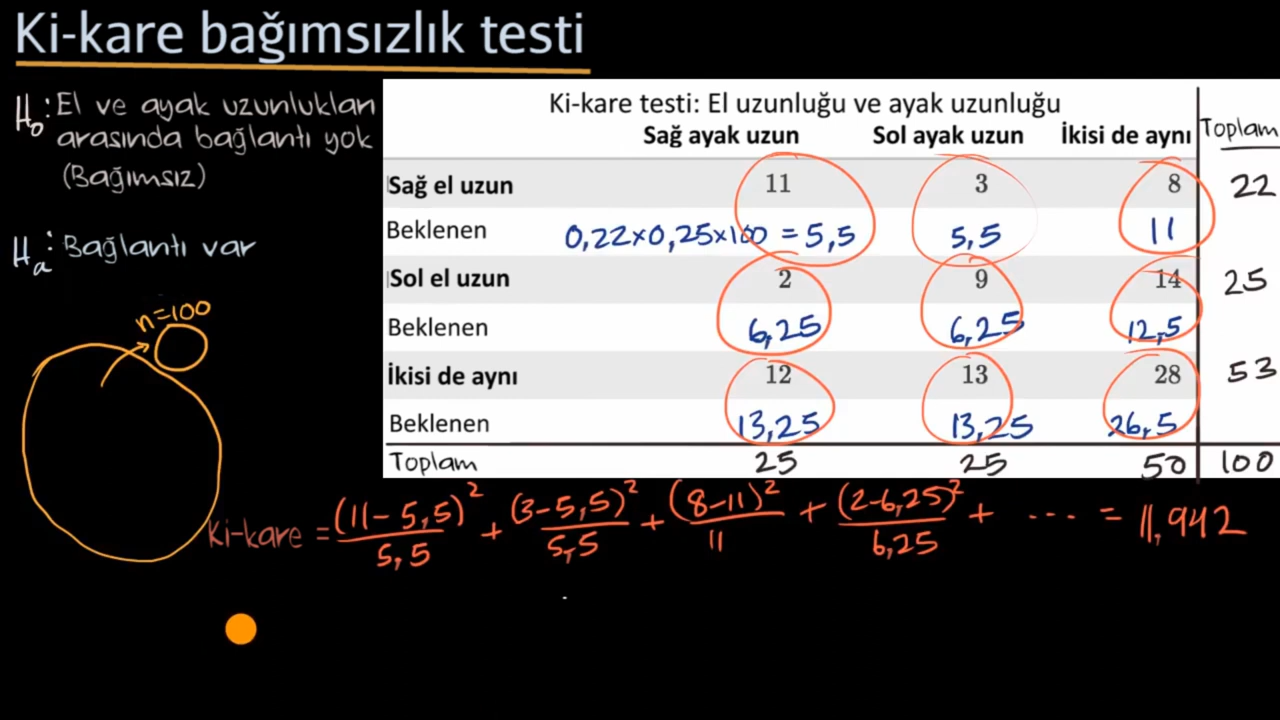 Ki-kare bağımsızlık testi
H₀: El ve ayak uzunlukları
arasında bağlantı yok
(Bağımsız)
Hₐ: Bağlantı var
n=100
Ki-kare testi: El uzunluğu ve ayak uzunluğu
Sağ ayak uzun Sol ayak uzun İkisi de aynı Toplam
Sağ el uzun 11 3 8 22
Beklenen 0,22x0,25x100 = 5,5 5,5 11
Sol el uzun 2 9 14 25
Beklenen 6,25 6,25 12,5
İkisi de aynı 12 13 28 53
Beklenen 13,25 13,25 26,5
Toplam 25 25 50 100
Ki-kare = (11-5,5)²/5,5 + (3-5,5)²/5,5 + (8-11)²/11 + (2-6,25)²/6,25 + .... = 11,942